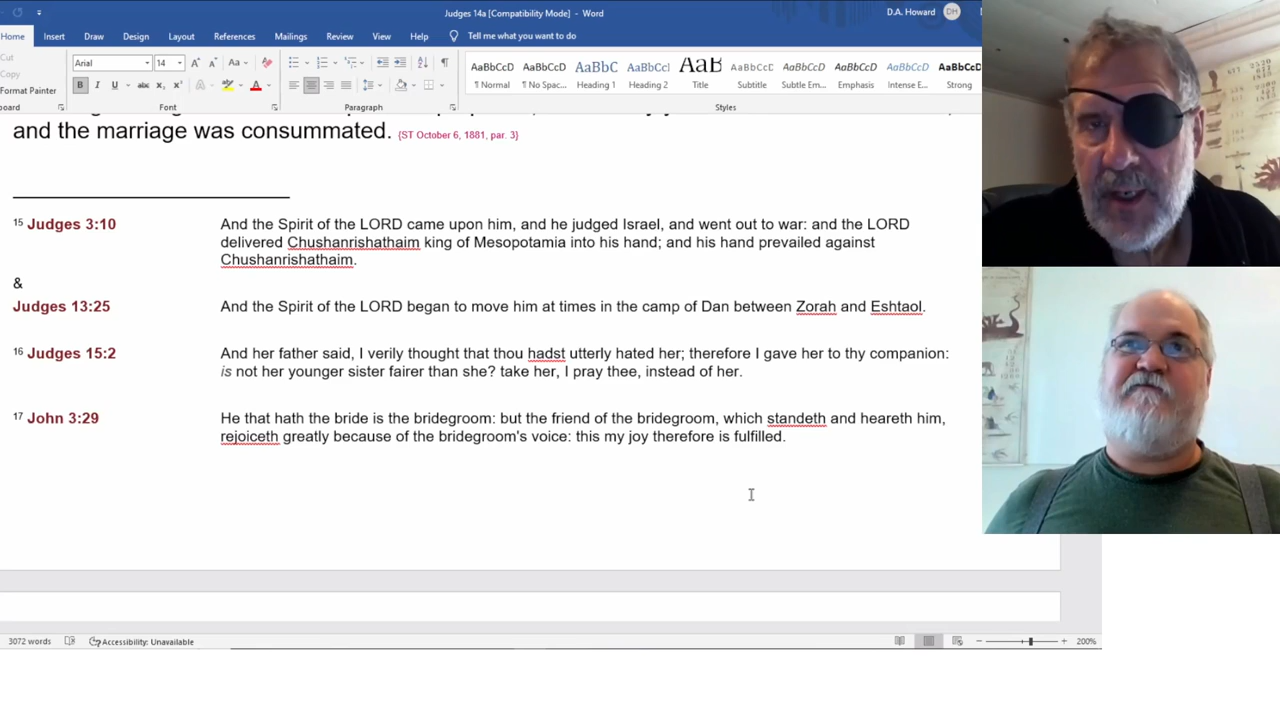 Judges 14a [Compatibility Mode] - Word
D.A. Howard DH
Home Insert Draw Design Layout References Mailings Review View Help Tell me what you want to do
Cut
Copy
Format Painter
Arial 14
AaBbCcD AaBbCcD AaBbC AaBbCcI AaB AaBbCcD AaBbCcD AaBbCcD AaBbCcD AaBbCcD
¶ Normal ¶ No Spac... Heading 1 Heading 2 Title Subtitle Subtle Em... Emphasis Intense E... Strong
oard Font Paragraph Styles
and the marriage was consummated. {ST October 6, 1881, par. 3}
15 Judges 3:10 And the Spirit of the LORD came upon him, and he judged Israel, and went out to war: and the LORD
delivered Chushanrishathaim king of Mesopotamia into his hand; and his hand prevailed against
Chushanrishathaim.
&
Judges 13:25 And the Spirit of the LORD began to move him at times in the camp of Dan between Zorah and Eshtaol.
16 Judges 15:2 And her father said, I verily thought that thou hadst utterly hated her; therefore I gave her to thy companion:
is not her younger sister fairer than she? take her, I pray thee, instead of her.
17 John 3:29 He that hath the bride is the bridegroom: but the friend of the bridegroom, which standeth and heareth him,
rejoiceth greatly because of the bridegroom's voice: this my joy therefore is fulfilled.
3072 words Accessibility: Unavailable 200%